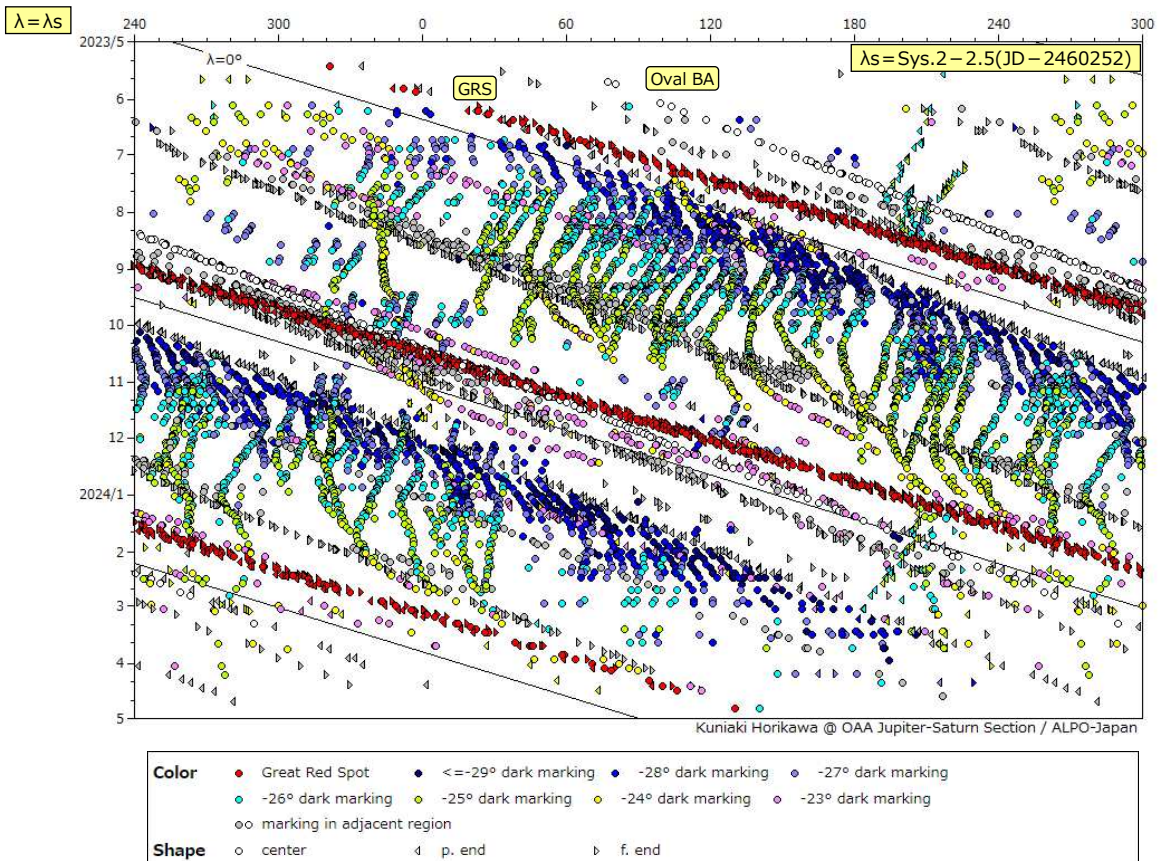 λ=λs
240 300 0 60 120 180 240 300
2023/5
λ=0°
λs=Sys.2−2.5(JD−2460252)
GRS
Oval BA
6
7
8
9
10
11
12
2024/1
2
3
4
5
Kuniaki Horikawa @ OAA Jupiter-Saturn Section / ALPO-Japan
Color Great Red Spot <=-29° dark marking -28° dark marking -27° dark marking
-26° dark marking -25° dark marking -24° dark marking -23° dark marking
marking in adjacent region
Shape center p. end f. end